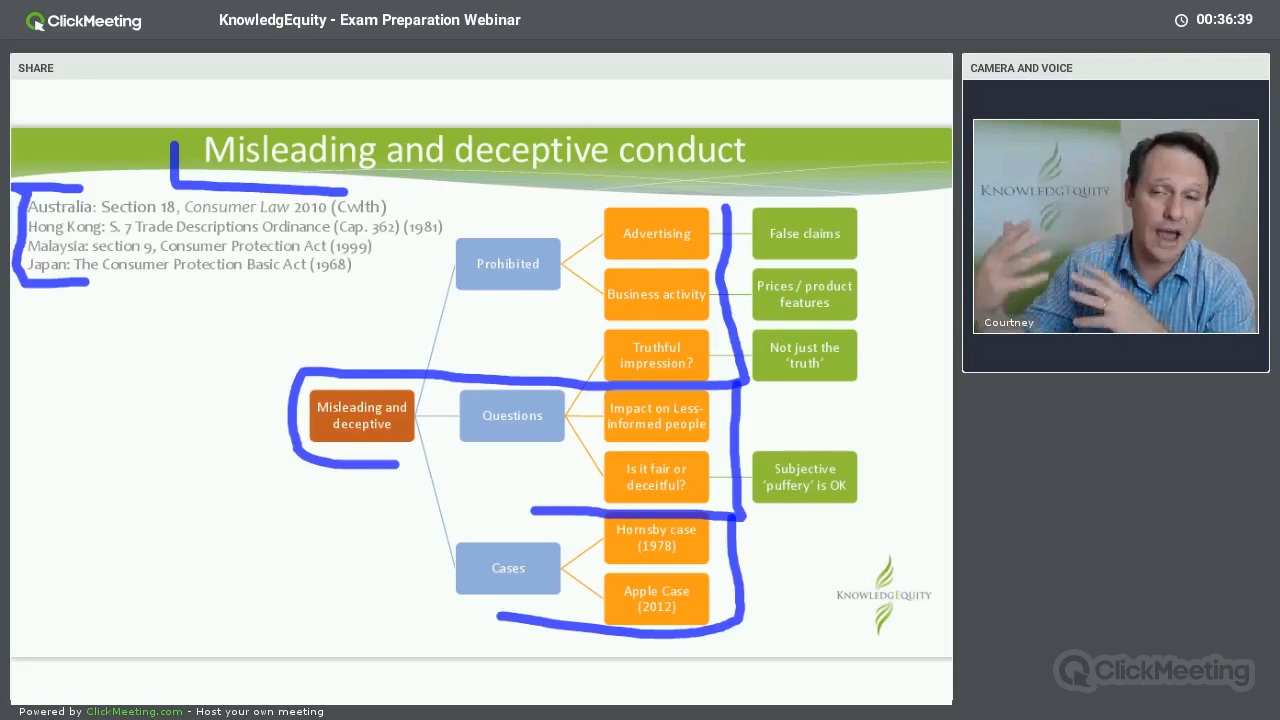 ClickMeeting
KnowledgEquity - Exam Preparation Webinar
00:36:39
SHARE
CAMERA AND VOICE
Misleading and deceptive conduct
Australia: Section 18, Consumer Law 2010 (Cwlth)
Hong Kong: S. 7 Trade Descriptions Ordinance (Cap. 362) (1981)
Malaysia: section 9, Consumer Protection Act (1999)
Japan: The Consumer Protection Basic Act (1968)
Misleading and
deceptive
Prohibited
Advertising
False claims
Business activity
Prices / product
features
Questions
Truthful
impression?
Not just the
'truth'
Impact on Less-
informed people
Is it fair or
deceitful?
Subjective
'puffery' is OK
Cases
Hornsby case
(1978)
Apple Case
(2012)
KNOWLEDGEQUITY
KNOWLEDGEQUITY
Courtney
ClickMeeting
Powered by ClickMeeting.com - Host your own meeting